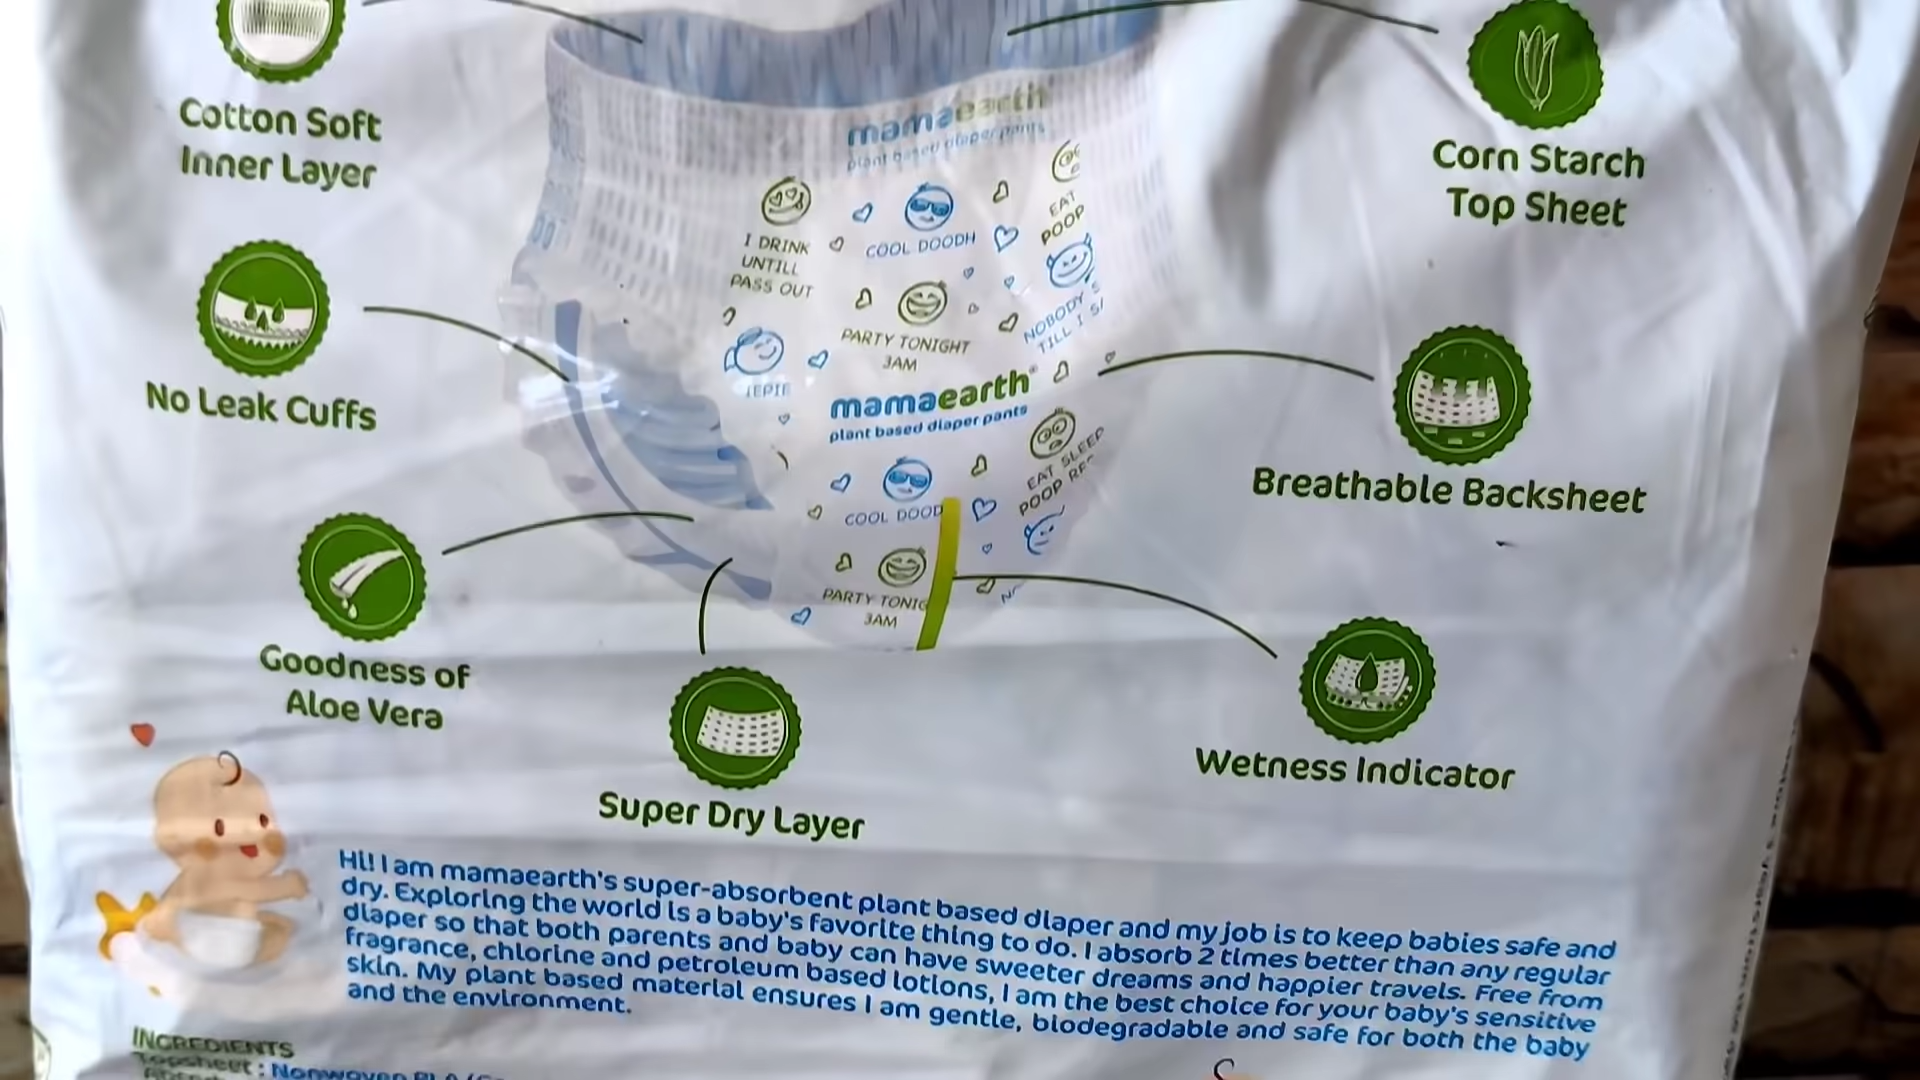 Cotton Soft
Inner Layer
Corn Starch
Top Sheet
mamaearth
plant based diaper pants
I DRINK
UNTILL
PASS OUT
COOL DOODH
EAT
POOP
NOBODY
TILL I
PARTY TONIGHT
3AM
No Leak Cuffs
mamaearth®
plant based diaper pants
Breathable Backsheet
EAT SLEEP
POOP
COOL DOOD
PARTY TONIG
3AM
Goodness of
Aloe Vera
Super Dry Layer
Wetness Indicator
Hi! I am mamaearth's super-absorbent plant based diaper and my job is to keep babies safe and
dry. Exploring the world is a baby's favorite thing to do. I absorb 2 times better than any regular
diaper so that both parents and baby can have sweeter dreams and happier travels. Free from
fragrance, chlorine and petroleum based lotions, I am the best choice for your baby's sensitive
skin. My plant based material ensures I am gentle, biodegradable and safe for both the baby
and the environment.
INGREDIENTS
Topsheet : Nonwoven PLA